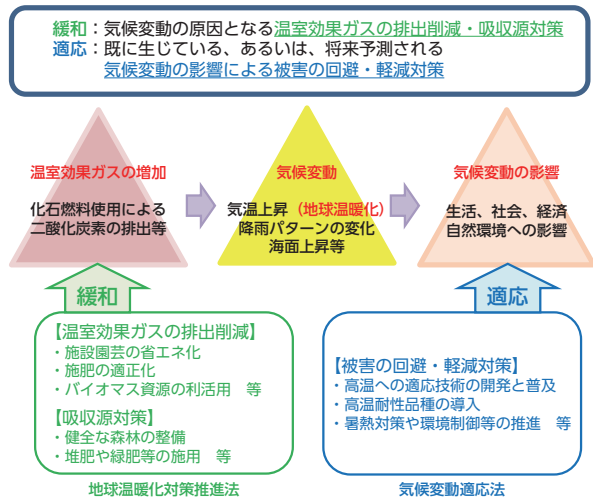 緩和：気候変動の原因となる温室効果ガスの排出削減・吸収源対策
適応：既に生じている、あるいは、将来予測される
気候変動の影響による被害の回避・軽減対策
温室効果ガスの増加
化石燃料使用による
二酸化炭素の排出等
気候変動
気温上昇（地球温暖化）
降雨パターンの変化
海面上昇等
気候変動の影響
生活、社会、経済
自然環境への影響
緩和
【温室効果ガスの排出削減】
・施設園芸の省エネ化
・施肥の適正化
・バイオマス資源の利活用　等
【吸収源対策】
・健全な森林の整備
・堆肥や緑肥等の施用　等
地球温暖化対策推進法
適応
【被害の回避・軽減対策】
・高温への適応技術の開発と普及
・高温耐性品種の導入
・暑熱対策や環境制御等の推進　等
気候変動適応法